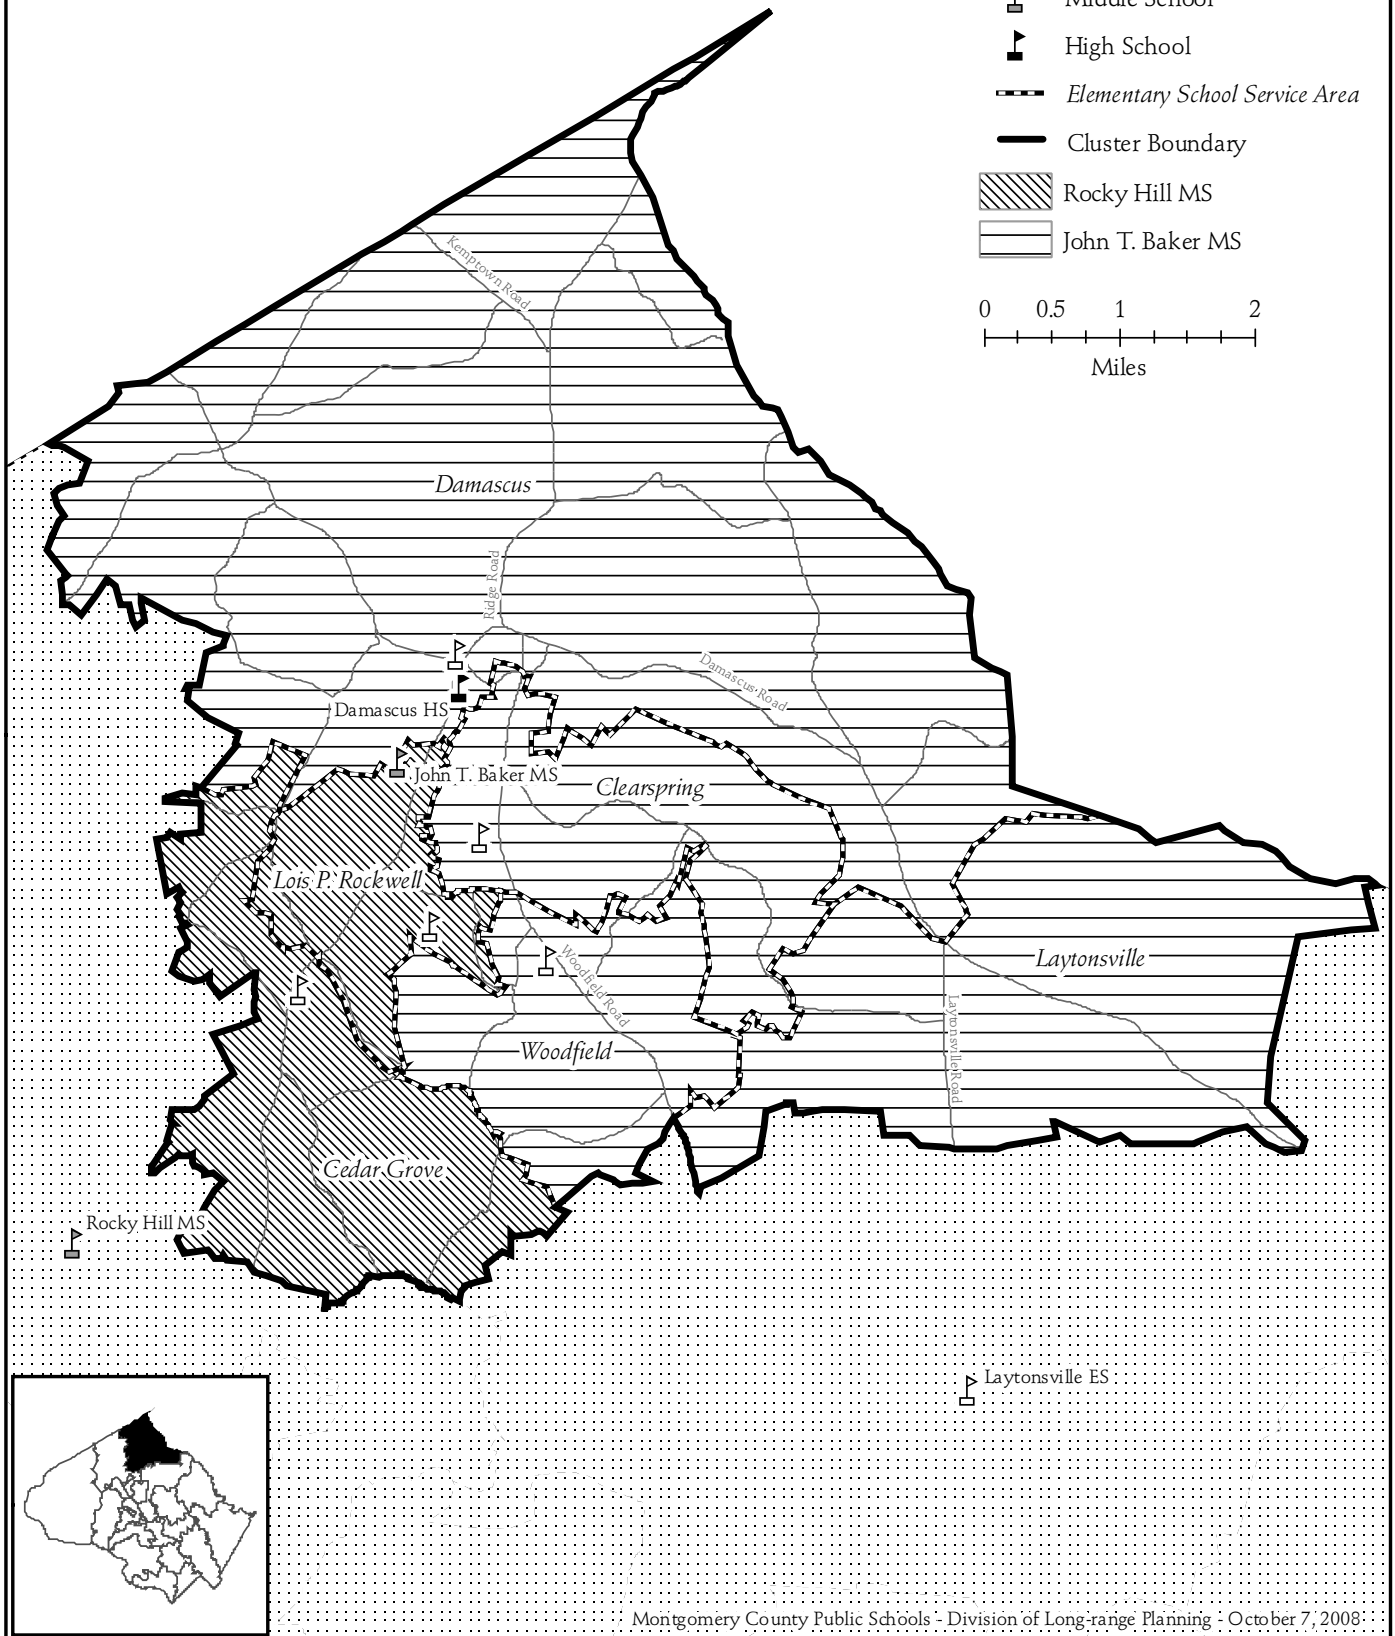 Middle School
High School
Elementary School Service Area
Cluster Boundary
Rocky Hill MS
John T. Baker MS
0 0.5 1 2
Miles
Kemptown Road
Damascus
Ridge Road
Damascus Road
Damascus HS
John T. Baker MS
Clearspring
Lois P. Rockwell
Laytonsville
Woodfield Road
Laytonsville Road
Woodfield
Cedar Grove
Rocky Hill MS
Laytonsville ES
Montgomery County Public Schools - Division of Long-range Planning - October 7, 2008